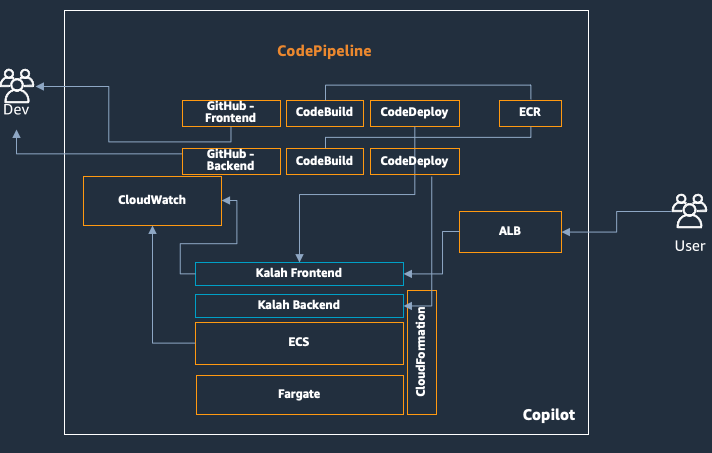 CodePipeline
Dev
GitHub -
Frontend
CodeBuild
CodeDeploy
ECR
GitHub -
Backend
CodeBuild
CodeDeploy
CloudWatch
ALB
User
Kalah Frontend
Kalah Backend
ECS
CloudFormation
Fargate
Copilot